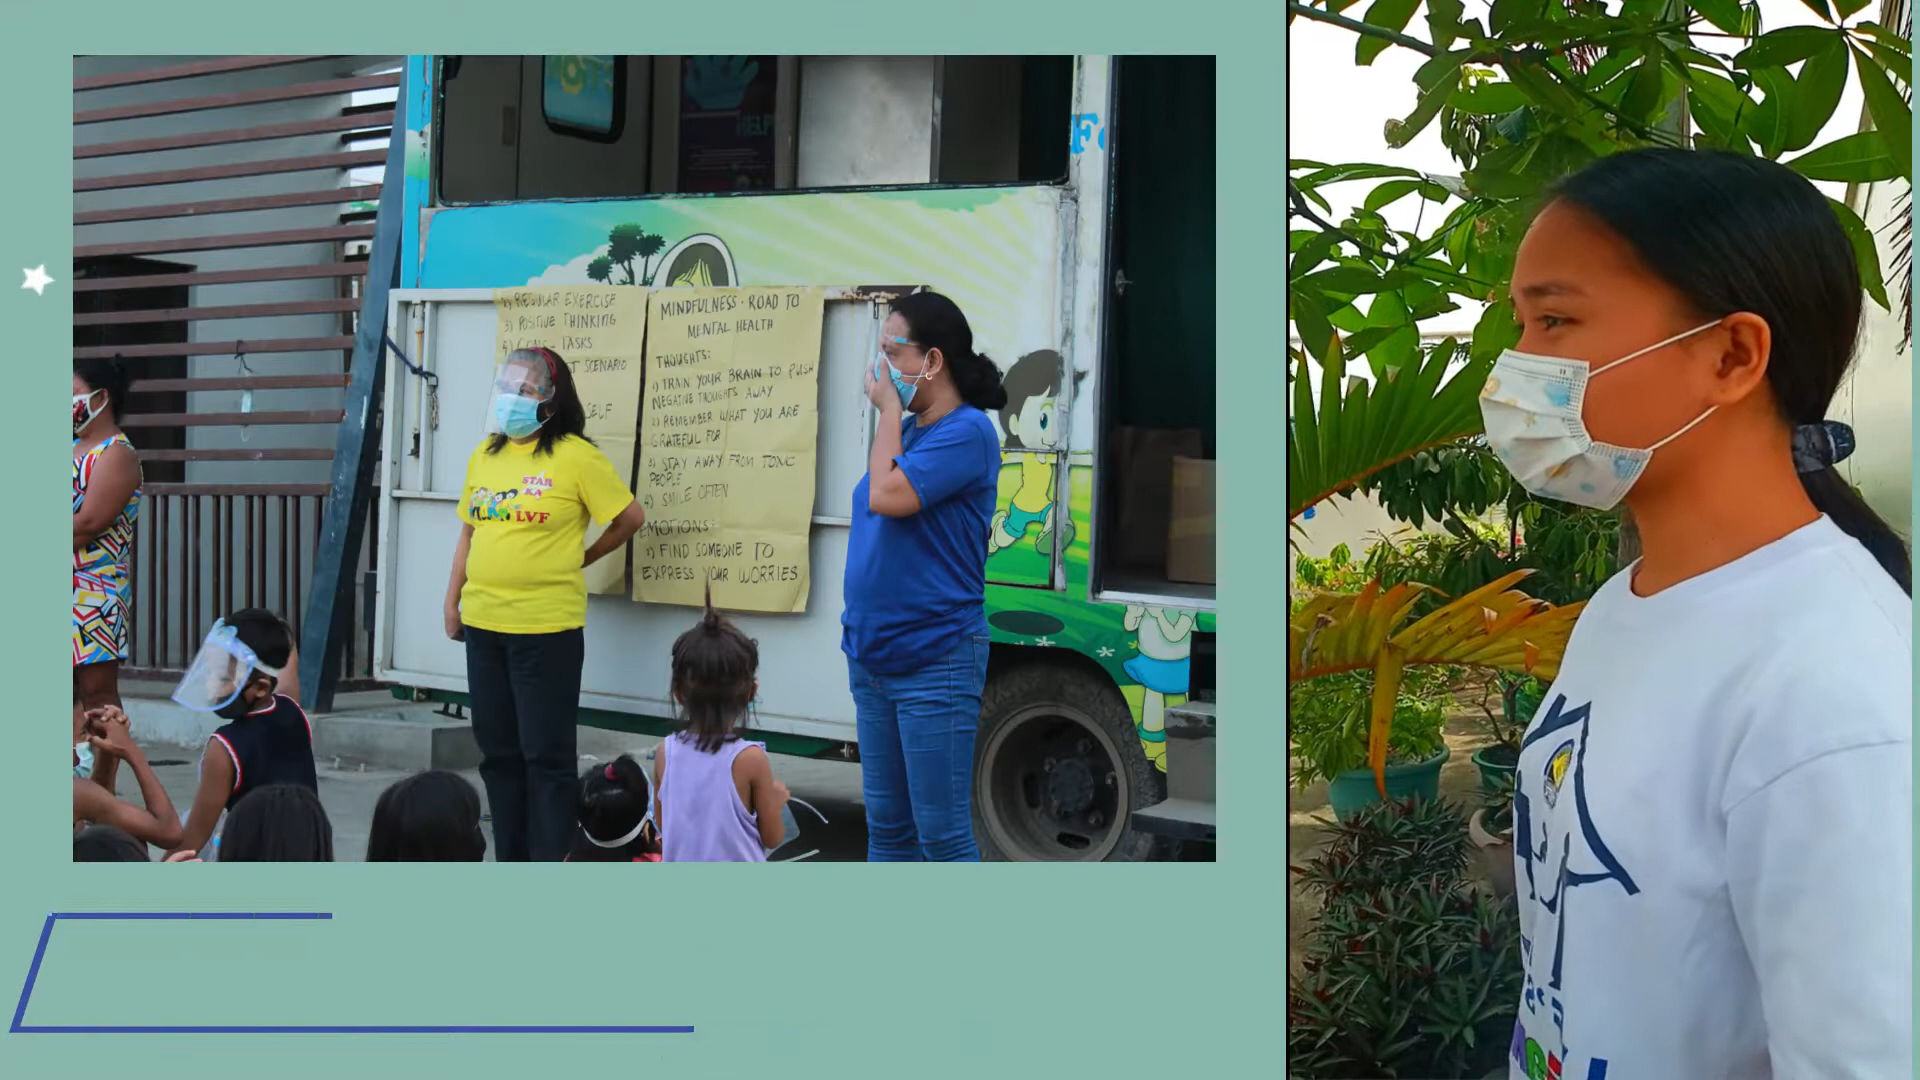 HELP
2) REGULAR EXERCISE
3) POSITIVE THINKING
T SCENARIO
SELF
MINDFULNESS - ROAD TO
MENTAL HEALTH
THOUGHTS:
1) TRAIN YOUR BRAIN TO PUSH
NEGATIVE THOUGHTS AWAY
2) REMEMBER WHAT YOU ARE
GRATEFUL FOR
3) STAY AWAY FROM TOXIC
PEOPLE
4) SMILE OFTEN
EMOTIONS:
1) FIND SOMEONE TO
EXPRESS YOUR WORRIES
STAR
KA
LVF